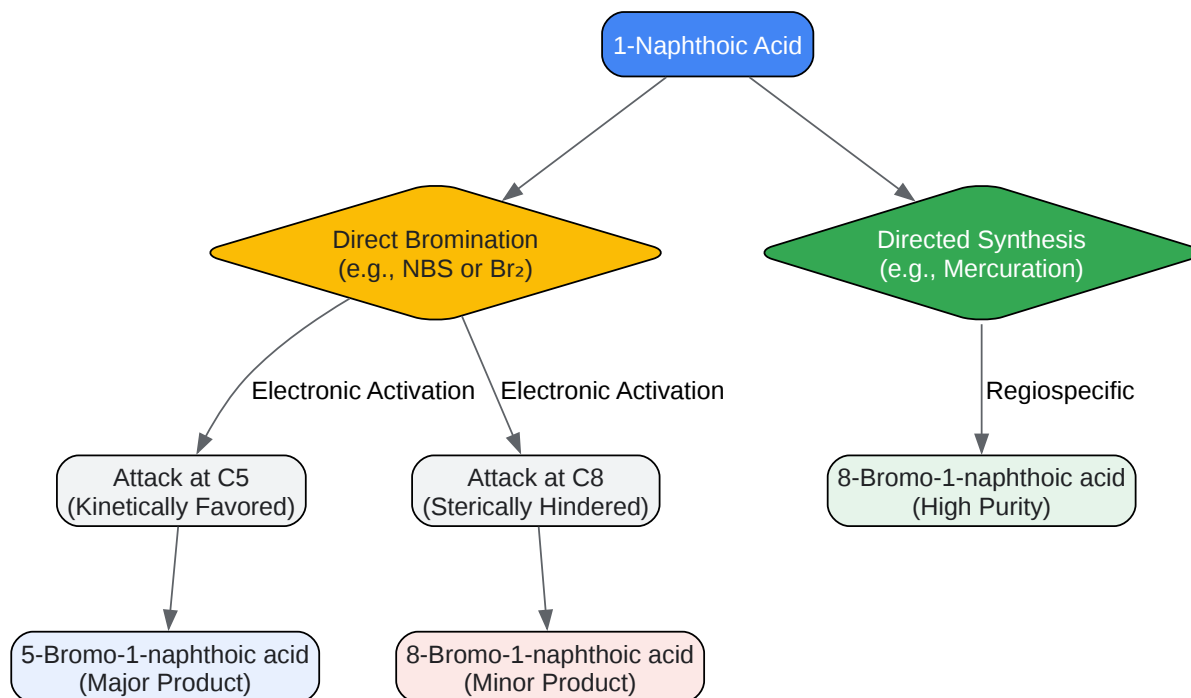 1-Naphthoic Acid
Direct Bromination
(e.g., NBS or Br₂)
Directed Synthesis
(e.g., Mercuration)
Electronic Activation
Electronic Activation
Regiospecific
Attack at C5
(Kinetically Favored)
Attack at C8
(Sterically Hindered)
8-Bromo-1-naphthoic acid
(High Purity)
5-Bromo-1-naphthoic acid
(Major Product)
8-Bromo-1-naphthoic acid
(Minor Product)